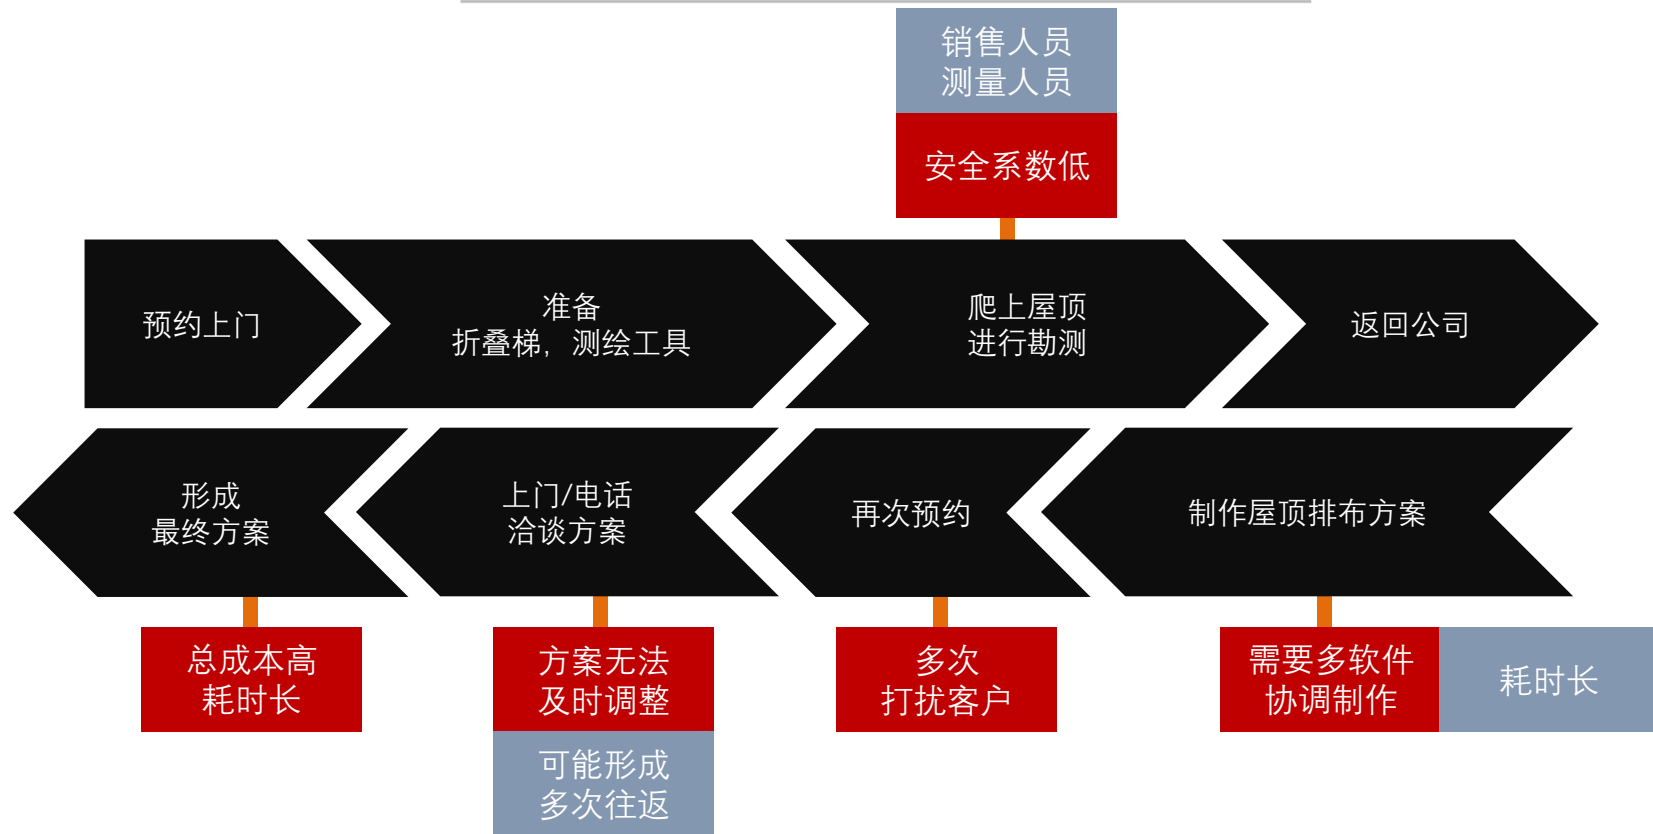 销售人员
测量人员
安全系数低
预约上门
准备
折叠梯，测绘工具
爬上屋顶
进行勘测
返回公司
形成
最终方案
上门/电话
洽谈方案
再次预约
制作屋顶排布方案
总成本高
耗时长
方案无法
及时调整
可能形成
多次往返
多次
打扰客户
需要多软件
协调制作
耗时长